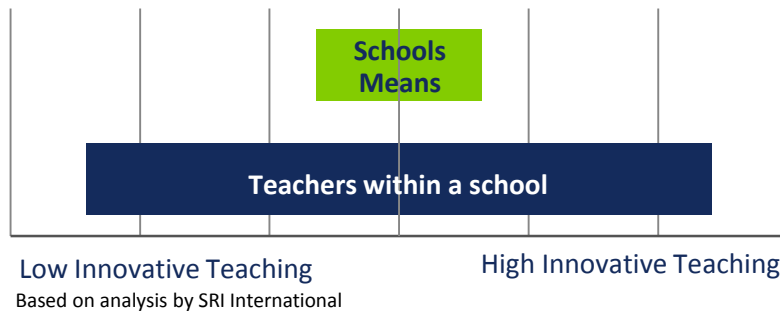 Schools
Means
Teachers within a school
Low Innovative Teaching
High Innovative Teaching
Based on analysis by SRI International